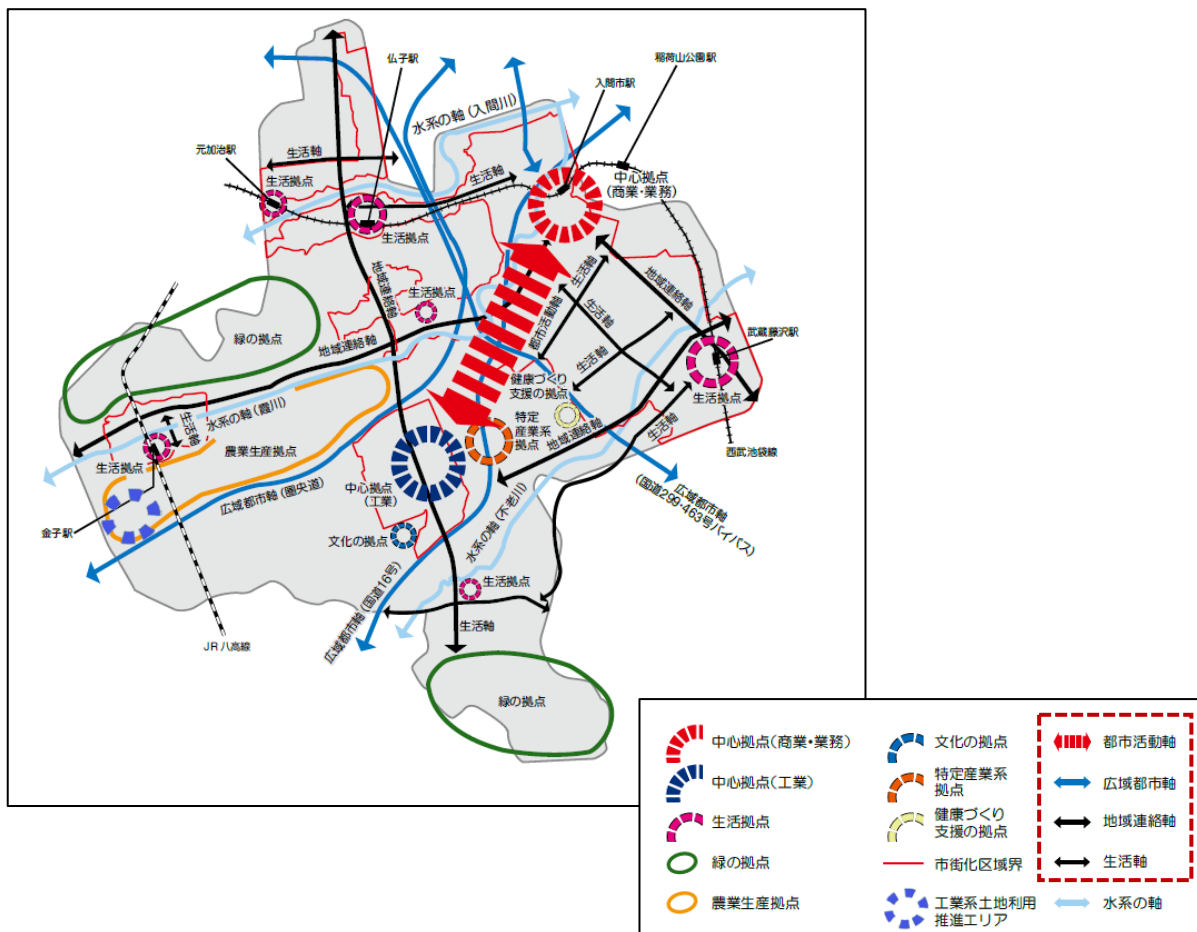 稲荷山公園駅
仏子駅
入間市駅
水系の軸(入間川)
元加治駅
生活軸
生活軸
中心拠点
(商業・業務)
生活拠点
生活拠点
地域連絡軸
生活軸
地域連絡軸
生活拠点
生活軸
都市活動軸
武蔵藤沢駅
緑の拠点
地域連絡軸
生活軸
健康づくり
支援の拠点
生活拠点
水系の軸(霞川)
生活軸
特定
産業系
拠点
地域連絡軸
生活軸
西武池袋線
生活拠点
農業生産拠点
広域都市軸(圏央道)
中心拠点
(工業)
広域都市軸
(国道299・463号バイパス)
金子駅
文化の拠点
水系の軸(不老川)
生活拠点
広域都市軸(国道16号)
生活軸
JR八高線
緑の拠点
中心拠点(商業・業務)
中心拠点(工業)
生活拠点
緑の拠点
農業生産拠点
文化の拠点
特定産業系
拠点
健康づくり
支援の拠点
市街化区域界
工業系土地利用
推進エリア
都市活動軸
広域都市軸
地域連絡軸
生活軸
水系の軸